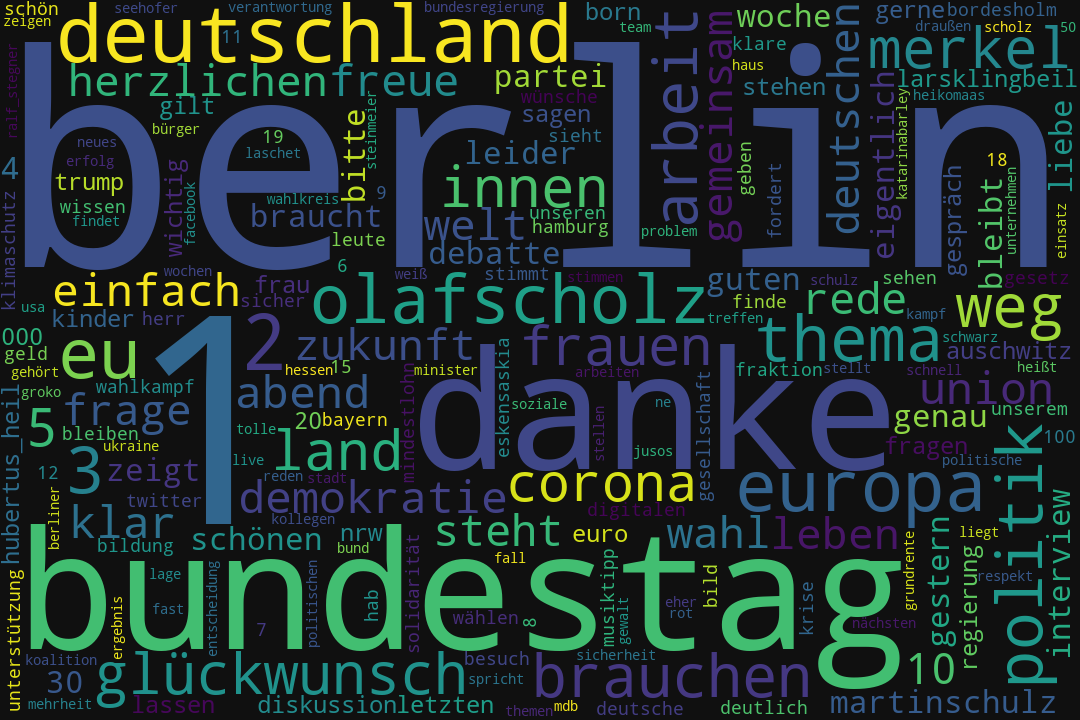 schön
seehofer
verantwortung
bundesregierung
born
woche
gerne
bordesholm
zeigen
deutschland
11
team
arbeit
klare
deutschen
draußen
scholz
50
merkel
ralf_stegner
herzlichen
freue
partei
haus
stehen
gemeinsam
eigentlich
larsklingbeil
gilt
wünsche
sagen
heikomaas
katarinabarley
bürger
19
steinmeier
bitte
sieht
geben
liebe
berlin
neues
laschet
leider
erfolg
4
trump
wichtig
facebook
wahlkreis
9
innen
fordert
gespräch
18
bleibt
unternehmen
einsatz
wissen
findet
braucht
welt
unseren
hamburg
problem
klimaschutz
leute
debatte
wochen
6
weiß
stimmt
stimmen
guten
schulz
sehen
gesetz
usa
einfach
frau
sicher
olafscholz
finde
rede
kampf
weg
treffen
000
kinder
herr
2
zukunft
frauen
thema
schwarz
auschwitz
geld
eu
1
hessen
15
minister
arbeiten
fraktion
stellt
schnell
heißt
gehört
groko
wahlkampf
abend
mindestlohn
eskensaskia
danke
union
hubertus_heil
5
frage
20
bayern
soziale
stellen
ne
gesellschaft
genau
unserem
bleiben
tolle
land
jusos
fragen
100
ukraine
12
3
zeigt
live
reden
stadt
corona
europa
politische
politik
interview
twitter
demokratie
digitalen
berliner
klar
kollegen
steht
euro
wahl
leben
gestern
liegt
bildung
schönen
nrw
bund
solidarität
fall
musiktipp
bild
grundrente
regierung
respekt
unterstützung
bundestag
lage
entscheidung
politischen
hab
krise
fast
ergebnis
7
wählen
8
gewalt
eher
rot
nächsten
koalition
30
glückwunsch
besuch
sicherheit
spricht
brauchen
10
mehrheit
lassen
diskussion
letzten
themen
mdb
deutsche
deutlich
martinschulz